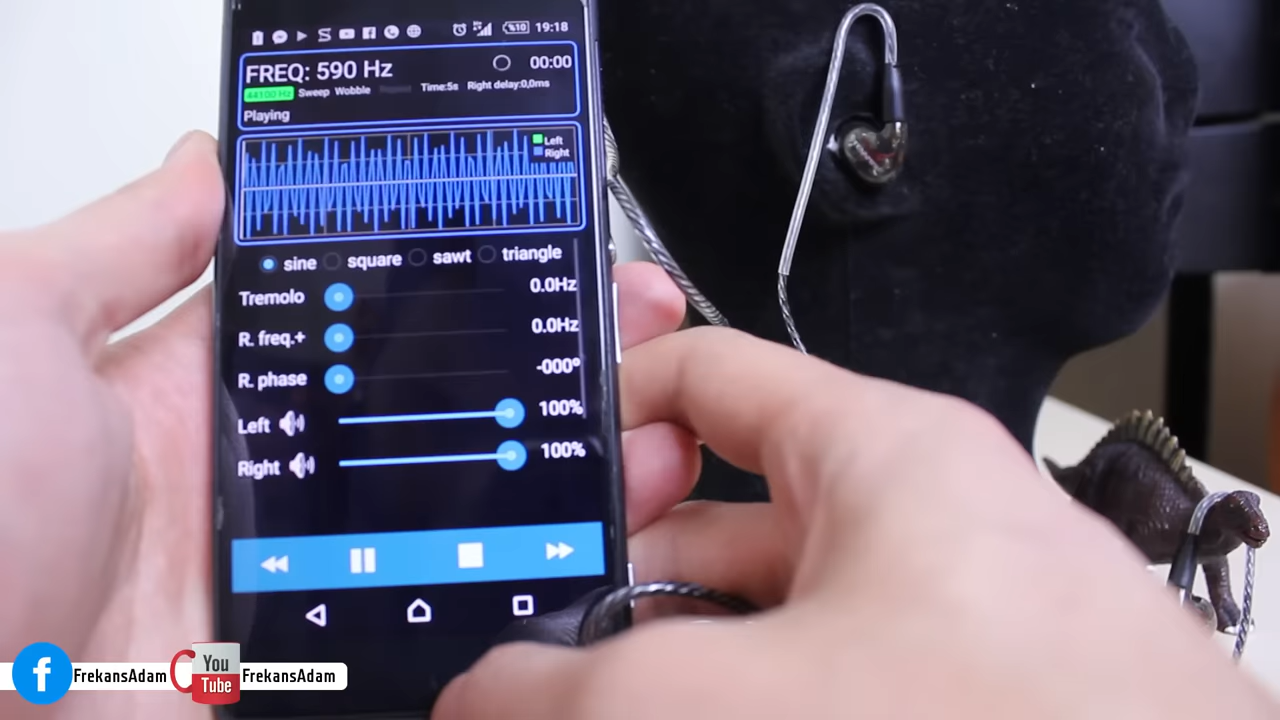 %10 19:18
FREQ: 590 Hz 00:00
44100 Hz Sweep Wobble Time:5s Right delay:0,0ms
Playing
Left
Right
sine square sawt triangle
Tremolo 0.0Hz
R. freq.+ 0.0Hz
R. phase -000°
Left 100%
Right 100%
FrekansAdam You Tube FrekansAdam